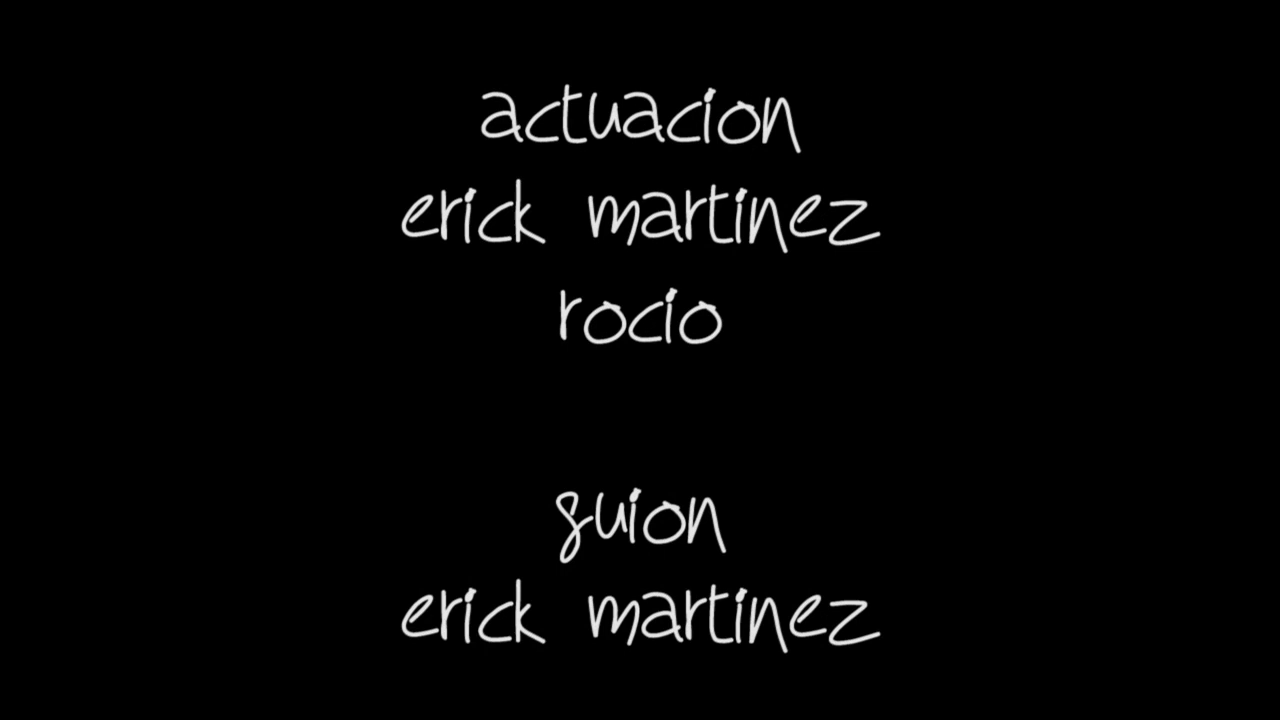 actuacion
erick martinez
rocio
guion
erick martinez